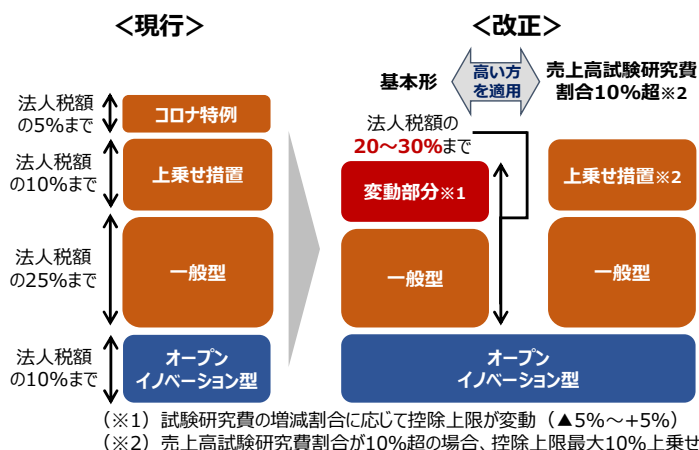 ＜現行＞
法人税額
の5%まで
コロナ特例
法人税額
の10%まで
上乗せ措置
法人税額
の25%まで
一般型
法人税額
の10%まで
オープン
イノベーション型
＜改正＞
基本形
高い方
を適用
売上高試験研究費
割合10%超※2
法人税額の
20～30%まで
変動部分※1
一般型
上乗せ措置※2
一般型
オープン
イノベーション型
（※1）試験研究費の増減割合に応じて控除上限が変動（▲5%～+5%）
（※2）売上高試験研究費割合が10%超の場合、控除上限最大10%上乗せ